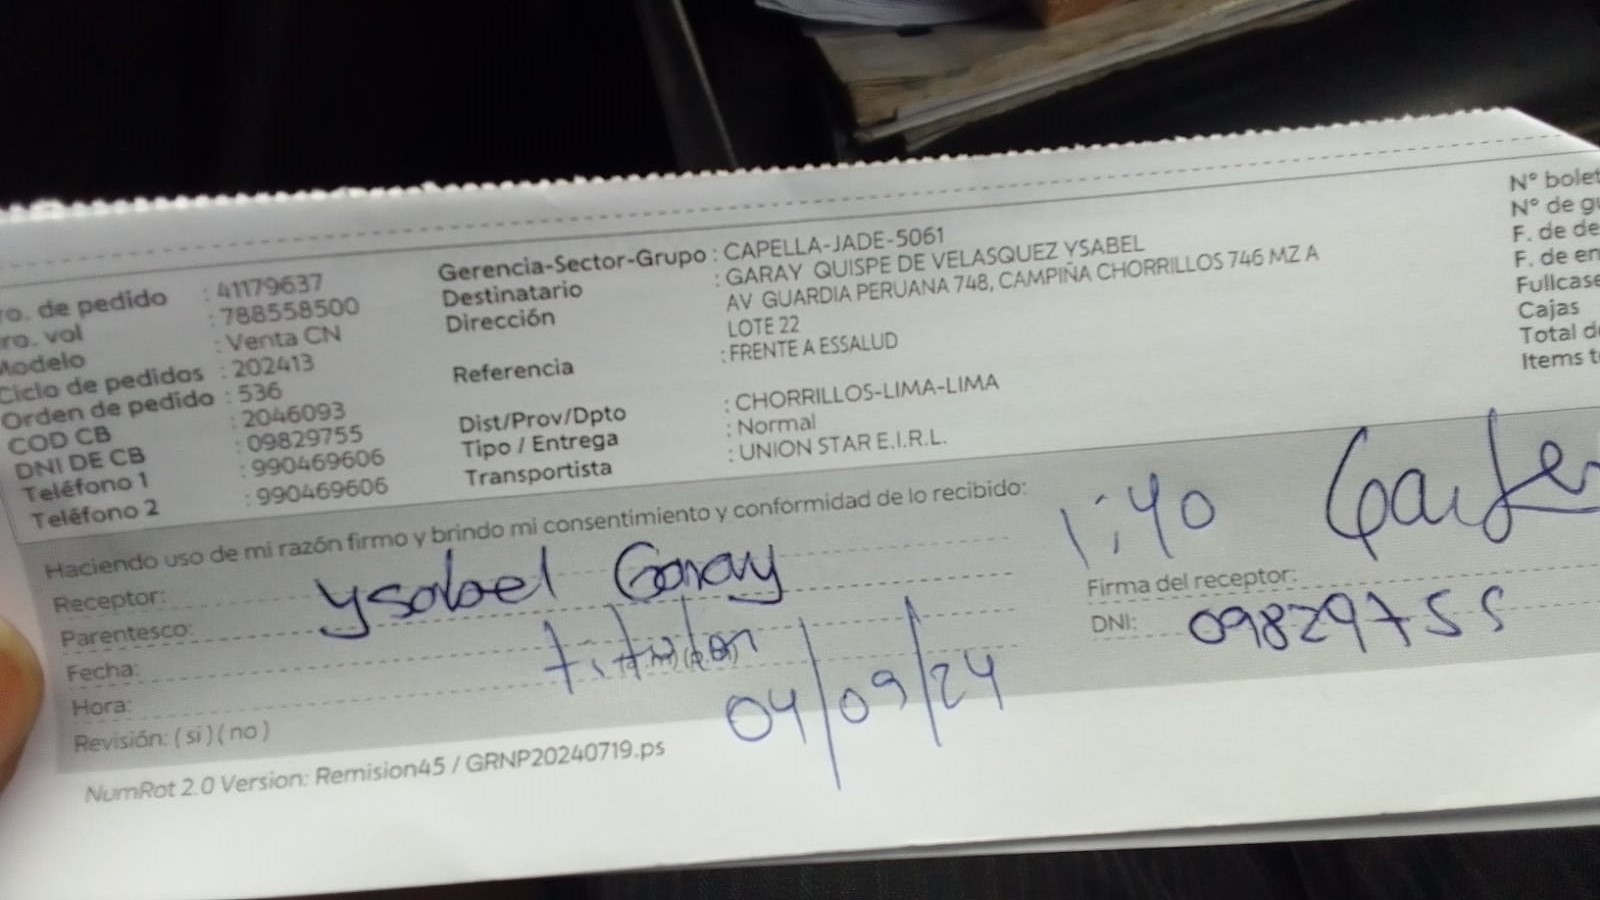 ro. de pedido : 41179637
ro. vol : 788558500
Modelo : Venta CN
Ciclo de pedidos : 202413
Orden de pedido : 536
COD CB : 2046093
DNI DE CB : 09829755
Teléfono 1 : 990469606
Teléfono 2 : 990469606
Gerencia-Sector-Grupo : CAPELLA-JADE-5061
Destinatario : GARAY QUISPE DE VELASQUEZ YSABEL
Dirección AV GUARDIA PERUANA 748, CAMPIÑA CHORRILLOS 746 MZ A
LOTE 22
Referencia : FRENTE A ESSALUD
Dist/Prov/Dpto : CHORRILLOS-LIMA-LIMA
Tipo / Entrega : Normal
Transportista : UNION STAR E.I.R.L.
N° bolet
N° de gu
F. de de
F. de en
Fullcase
Cajas
Total de
Items to
Haciendo uso de mi razón firmo y brindo mi consentimiento y conformidad de lo recibido:
Receptor: Ysabel Garay
Parentesco: titular
Fecha: 04/09/24
Hora:
Revisión: ( si ) ( no )
1:40
Firma del receptor:
DNI: 09829755
NumRot 2.0 Version: Remision45 / GRNP20240719.ps